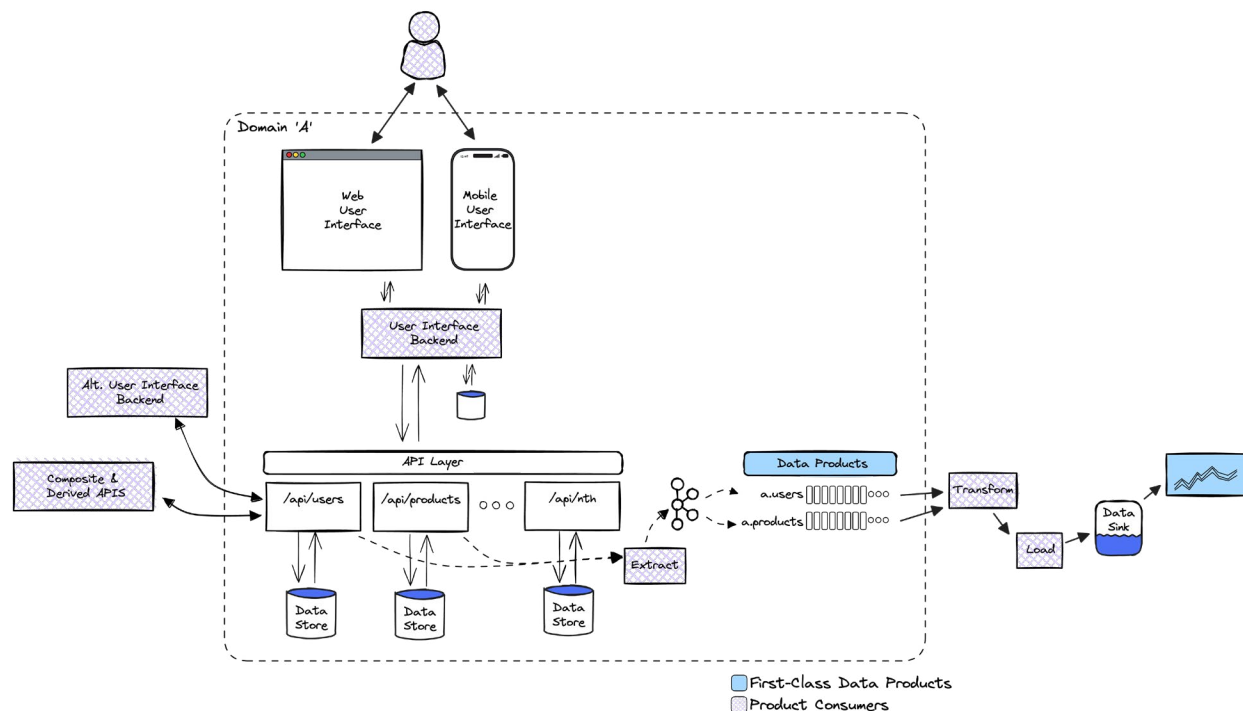 Domain 'A'
Web
User
Interface
Mobile
User
Interface
User Interface
Backend
Alt. User Interface
Backend
Composite &
Derived APIS
API Layer
/api/users
/api/products
/api/nth
Data
Store
Data
Store
Data
Store
Extract
Data Products
a.users
a.products
Transform
Load
Data
Sink
First-Class Data Products
Product Consumers